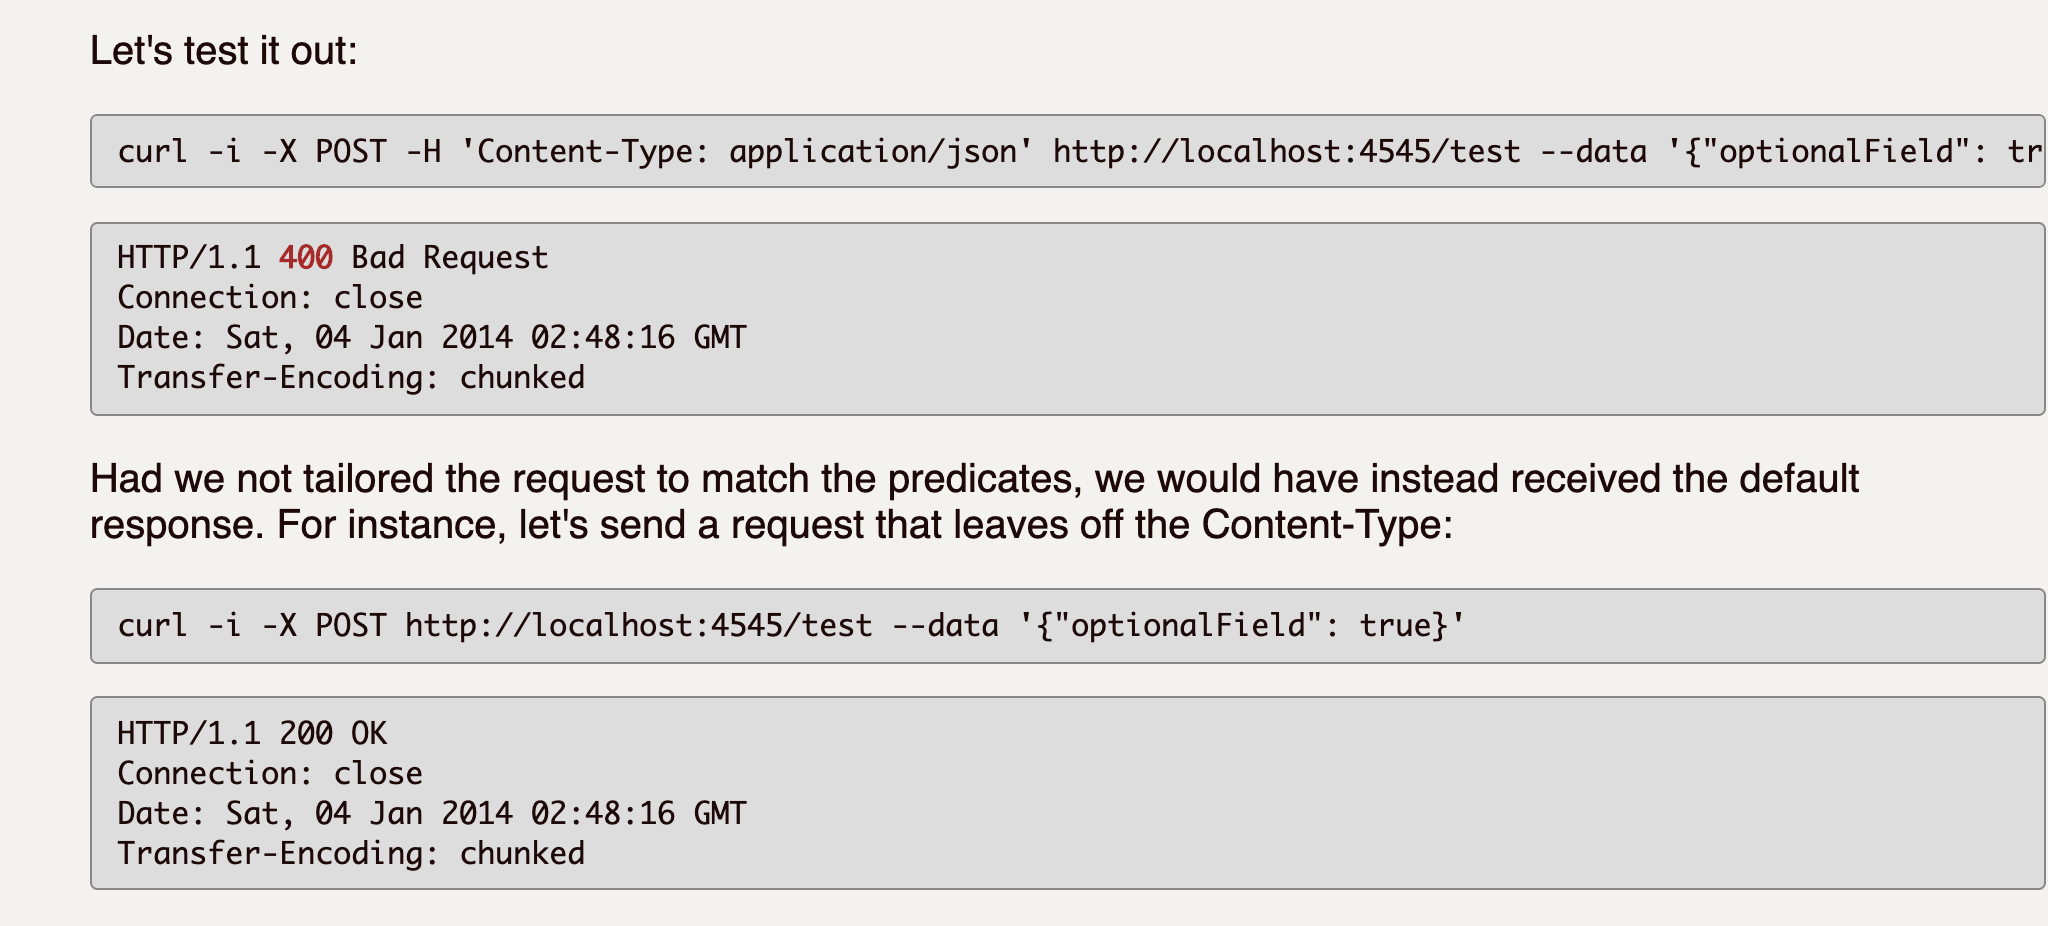 Let's test it out:
curl -i -X POST -H 'Content-Type: application/json' http://localhost:4545/test --data '{"optionalField": tr
HTTP/1.1 400 Bad Request
Connection: close
Date: Sat, 04 Jan 2014 02:48:16 GMT
Transfer-Encoding: chunked
Had we not tailored the request to match the predicates, we would have instead received the default
response. For instance, let's send a request that leaves off the Content-Type:
curl -i -X POST http://localhost:4545/test --data '{"optionalField": true}'
HTTP/1.1 200 OK
Connection: close
Date: Sat, 04 Jan 2014 02:48:16 GMT
Transfer-Encoding: chunked